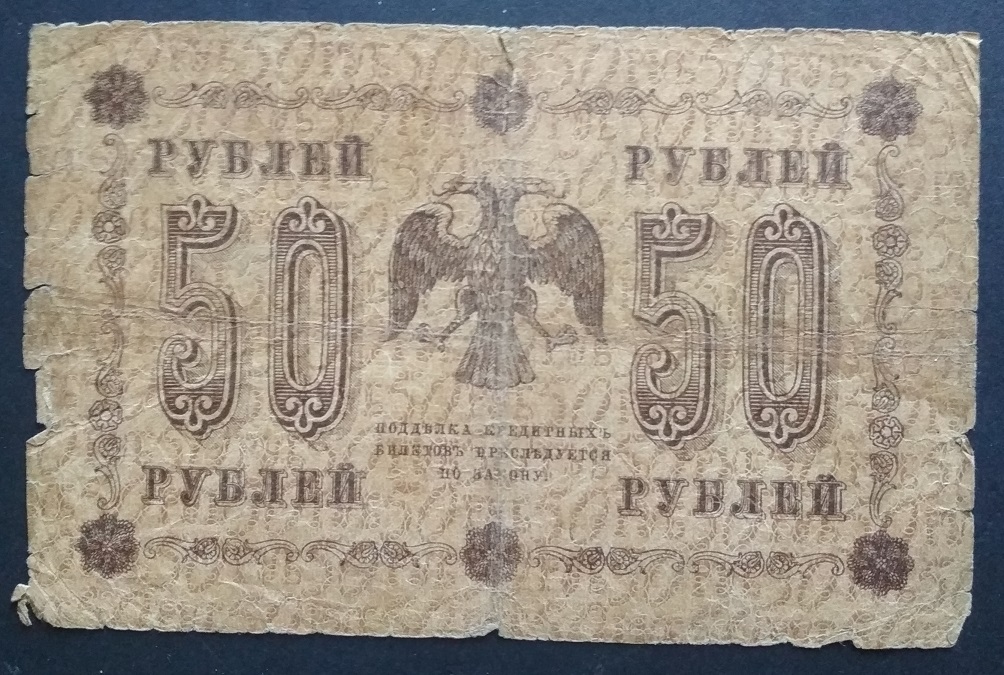 РУБЛЕЙ
50
РУБЛЕЙ
ПОДДѢЛКА КРЕДИТНЫХЪ
БИЛЕТОВЪ ПРЕСЛѢДУЕТСЯ
ПО ЗАКОНУ.
РУБЛЕЙ
50
РУБЛЕЙ